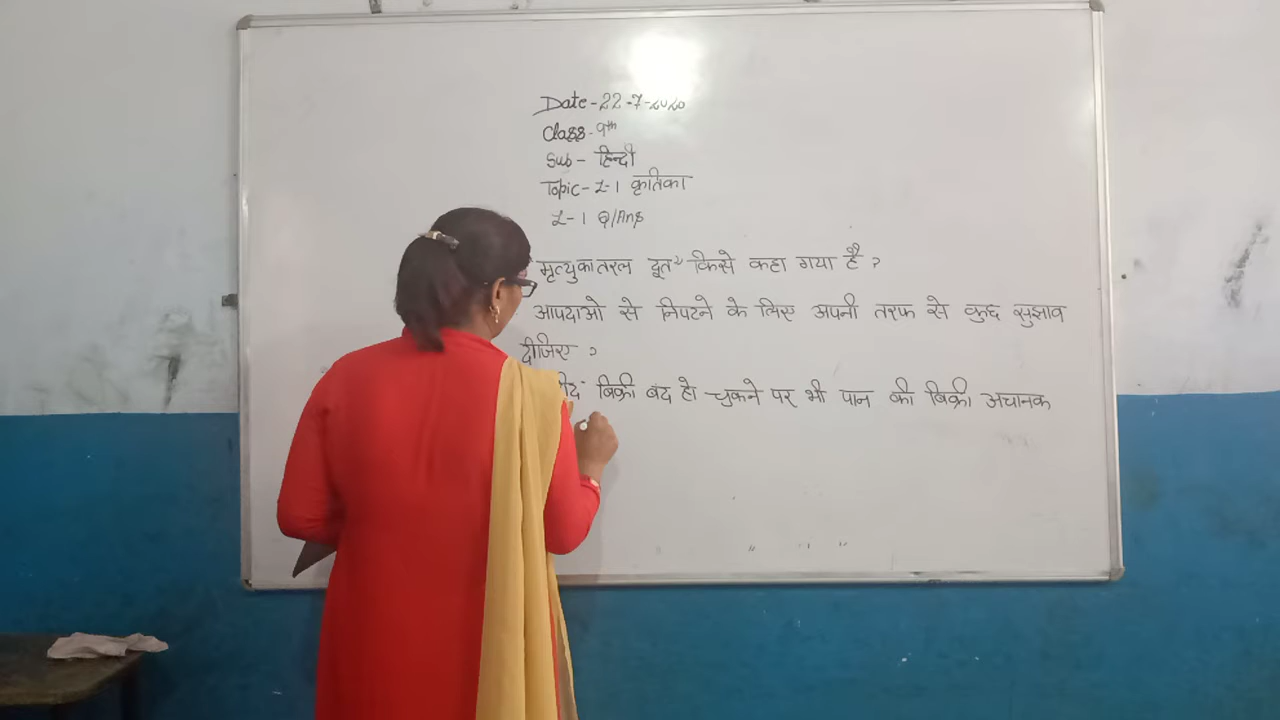 Date - 22-7-2020
Class - 9th
Sub - हिन्दी
Topic - L-1 कृतिका
L-1 Q/Ans
मृत्यु का तरल दूत" किसे कहा गया है ?
आपदाओ से निपटने के लिए अपनी तरफ से कुछ सुझाव
दीजिए ?
बिक्री बंद हो चुकने पर भी पान की बिक्री अचानक